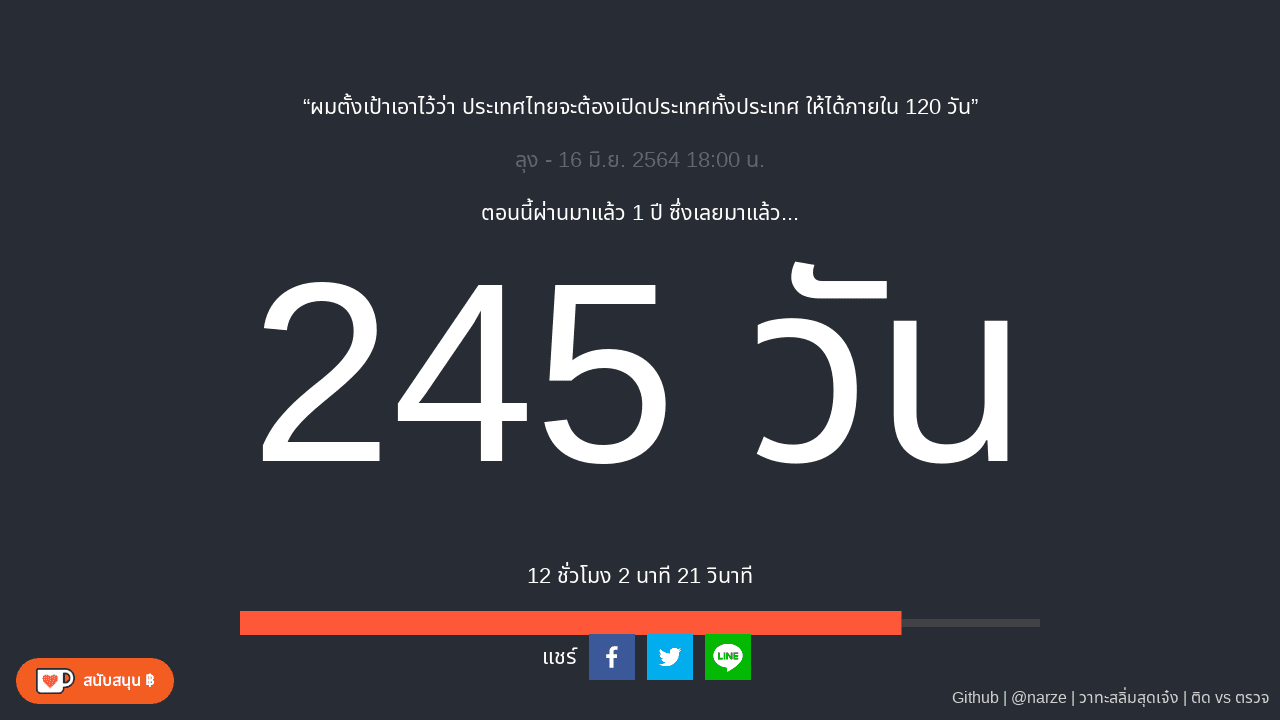 “ผมตั้งเป้าเอาไว้ว่า ประเทศไทยจะต้องเปิดประเทศทั้งประเทศ ให้ได้ภายใน 120 วัน”
ลุง - 16 มิ.ย. 2564 18:00 น.
ตอนนี้ผ่านมาแล้ว 1 ปี ซึ่งเลยมาแล้ว...
245 วัน
12 ชั่วโมง 2 นาที 21 วินาที
แชร์
LINE
สนับสนุน ฿
Github | @narze | วาทะสลิ่มสุดเจ๋ง | ติด vs ตรวจ